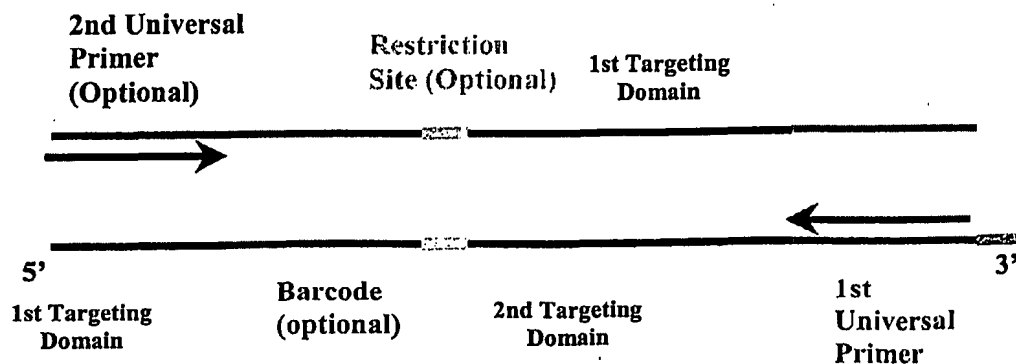 2nd Universal
Primer
(Optional)
Restriction
Site (Optional)
1st Targeting
Domain
5’
3’
1st Targeting
Domain
Barcode
(optional)
2nd Targeting
Domain
1st
Universal
Primer